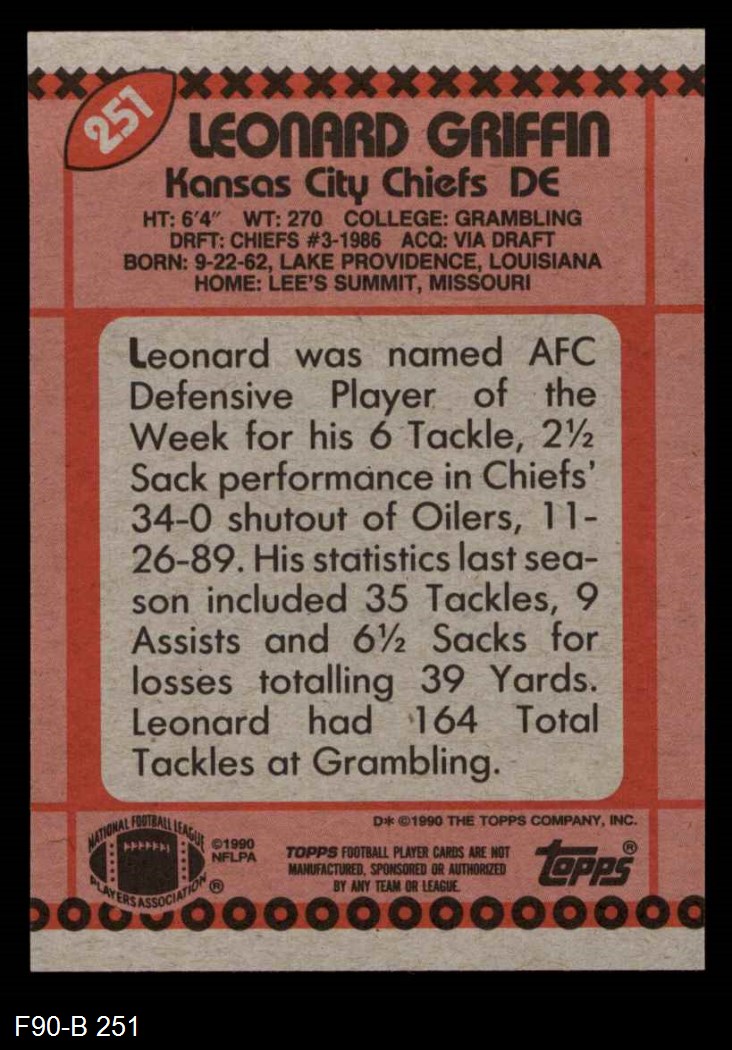 251
LEONARD GRIFFIN
Kansas City Chiefs DE
HT: 6'4" WT: 270 COLLEGE: GRAMBLING
DRFT: CHIEFS #3-1986 ACQ: VIA DRAFT
BORN: 9-22-62, LAKE PROVIDENCE, LOUISIANA
HOME: LEE'S SUMMIT, MISSOURI
Leonard was named AFC
Defensive Player of the
Week for his 6 Tackle, 2½
Sack performance in Chiefs'
34-0 shutout of Oilers, 11-
26-89. His statistics last sea-
son included 35 Tackles, 9
Assists and 6½ Sacks for
losses totalling 39 Yards.
Leonard had 164 Total
Tackles at Grambling.
D* ©1990 THE TOPPS COMPANY, INC.
NATIONAL FOOTBALL LEAGUE
PLAYERS ASSOCIATION ®
©1990
NFLPA
TOPPS FOOTBALL PLAYER CARDS ARE NOT
MANUFACTURED, SPONSORED OR AUTHORIZED
BY ANY TEAM OR LEAGUE.
topps®
F90-B 251